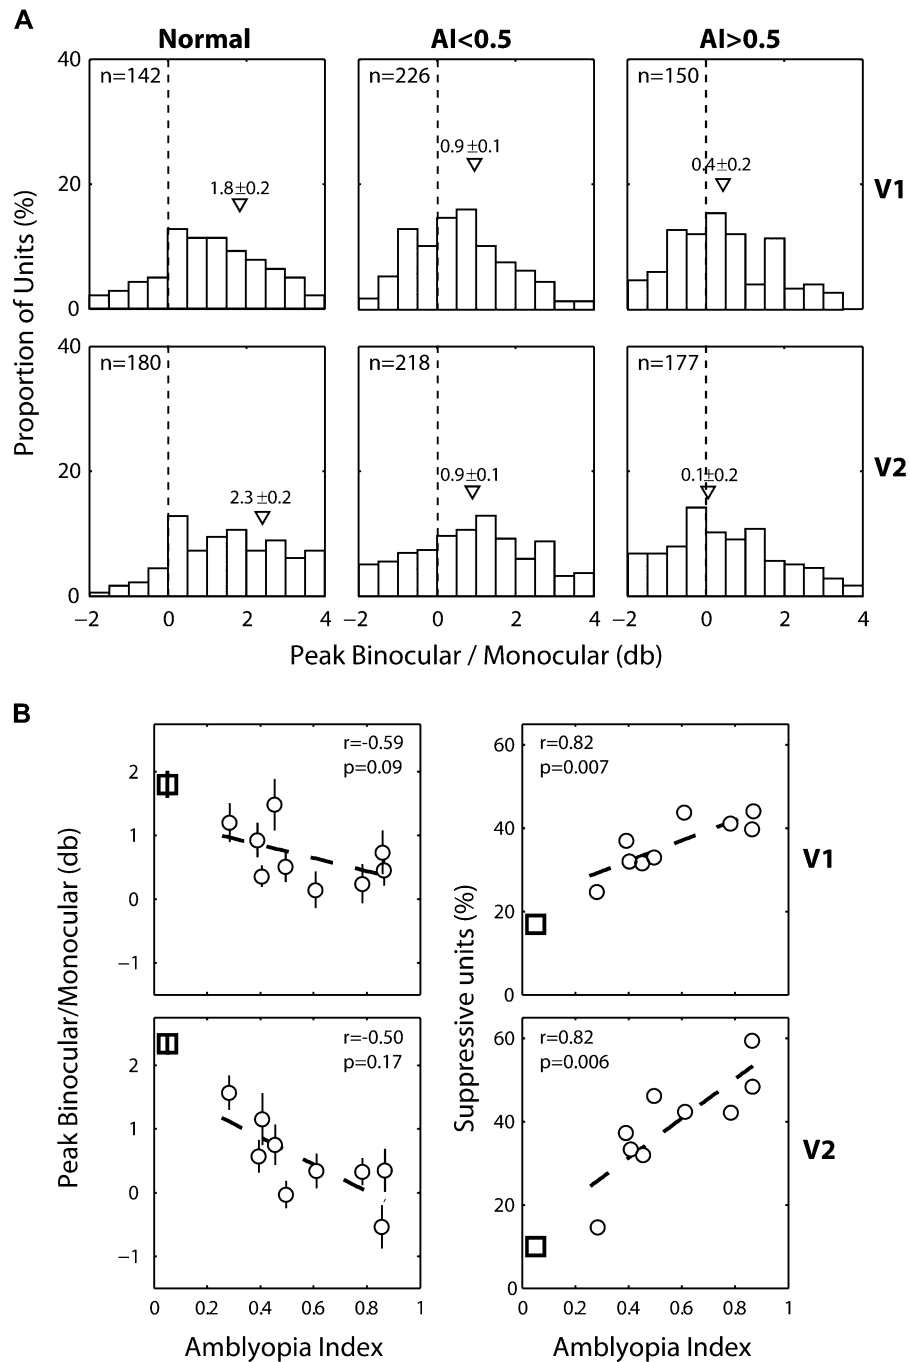 A
Normal
AI<0.5
AI>0.5
40
20
0
n=142
1.8±0.2
n=226
0.9±0.1
n=150
0.4±0.2
V1
Proportion of Units (%)
40
20
0
n=180
2.3±0.2
n=218
0.9±0.1
n=177
0.1±0.2
V2
−2 0 2 4
−2 0 2 4
−2 0 2 4
Peak Binocular / Monocular (db)
B
2
1
0
−1
r=-0.59
p=0.09
60
40
20
0
r=0.82
p=0.007
V1
Peak Binocular/Monocular (db)
Suppressive units (%)
2
1
0
−1
r=-0.50
p=0.17
60
40
20
0
r=0.82
p=0.006
V2
0 0.2 0.4 0.6 0.8 1
0 0.2 0.4 0.6 0.8 1
Amblyopia Index
Amblyopia Index